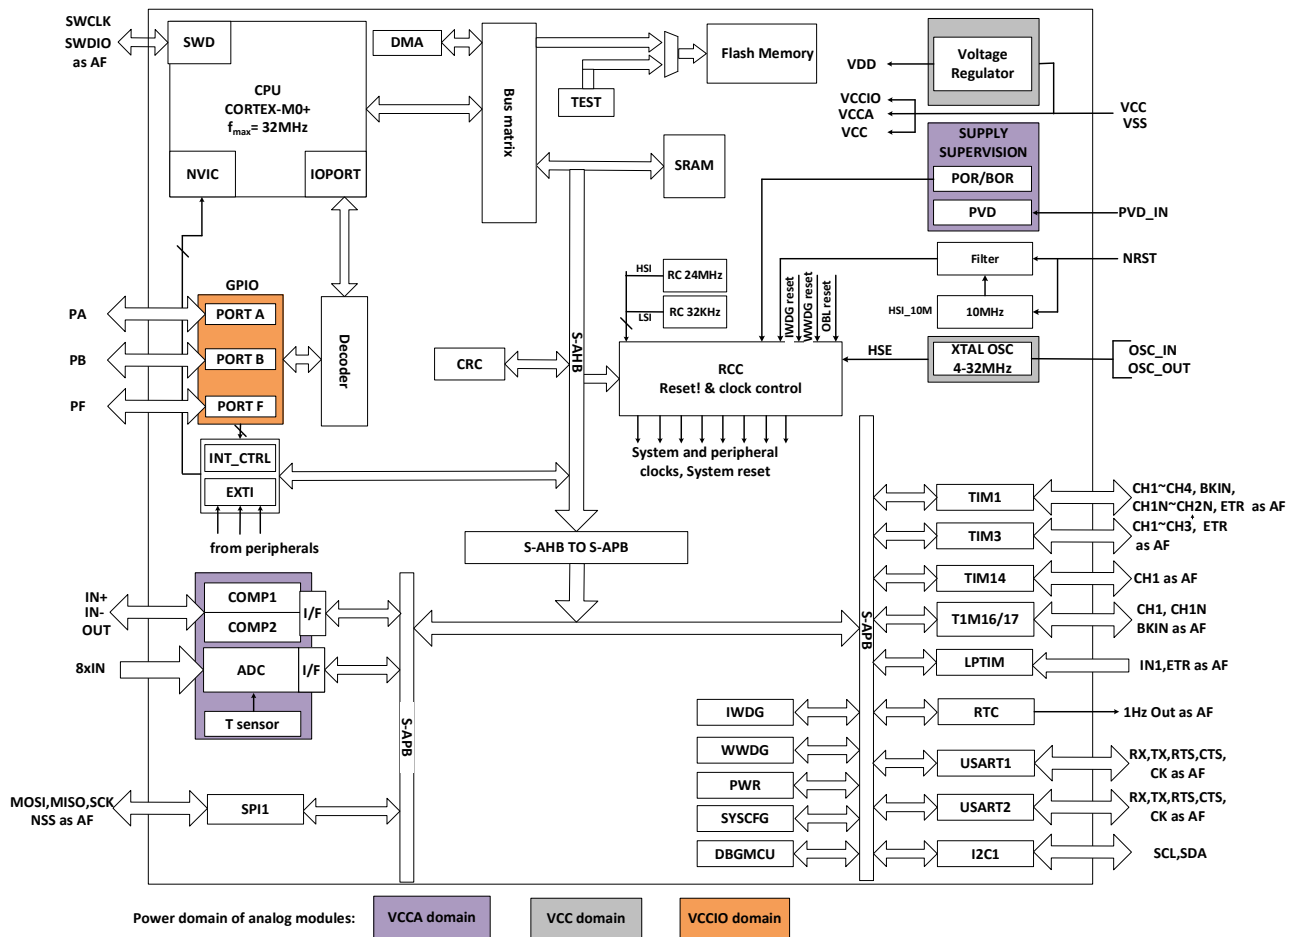 SWCLK
SWDIO
as AF
SWD
CPU
CORTEX-M0+
fmax= 32MHz
NVIC
IOPORT
DMA
Bus matrix
TEST
Flash Memory
SRAM
Voltage
Regulator
VDD
VCCIO
VCCA
VCC
VCC
VSS
SUPPLY
SUPERVISION
POR/BOR
PVD
PVD_IN
Filter
NRST
HSI_10M
10MHz
HSI
RC 24MHz
LSI
RC 32KHz
IWDG reset
WWDG reset
OBL reset
HSE
XTAL OSC
4-32MHz
OSC_IN
OSC_OUT
RCC
Reset! & clock control
System and peripheral
clocks, System reset
GPIO
PA
PORT A
PB
PORT B
PF
PORT F
Decoder
CRC
S-AHB
INT_CTRL
EXTI
from peripherals
S-AHB TO S-APB
IN+
IN-
OUT
COMP1
COMP2
I/F
8xIN
ADC
I/F
T sensor
S-APB
MOSI,MISO,SCK
NSS as AF
SPI1
S-APB
IWDG
WWDG
PWR
SYSCFG
DBGMCU
TIM1
CH1~CH4, BKIN,
CH1N~CH2N, ETR as AF
TIM3
CH1~CH3, ETR
as AF
TIM14
CH1 as AF
T1M16/17
CH1, CH1N
BKIN as AF
LPTIM
IN1,ETR as AF
RTC
1Hz Out as AF
USART1
RX,TX,RTS,CTS,
CK as AF
USART2
RX,TX,RTS,CTS,
CK as AF
I2C1
SCL,SDA
Power domain of analog modules:
VCCA domain
VCC domain
VCCIO domain